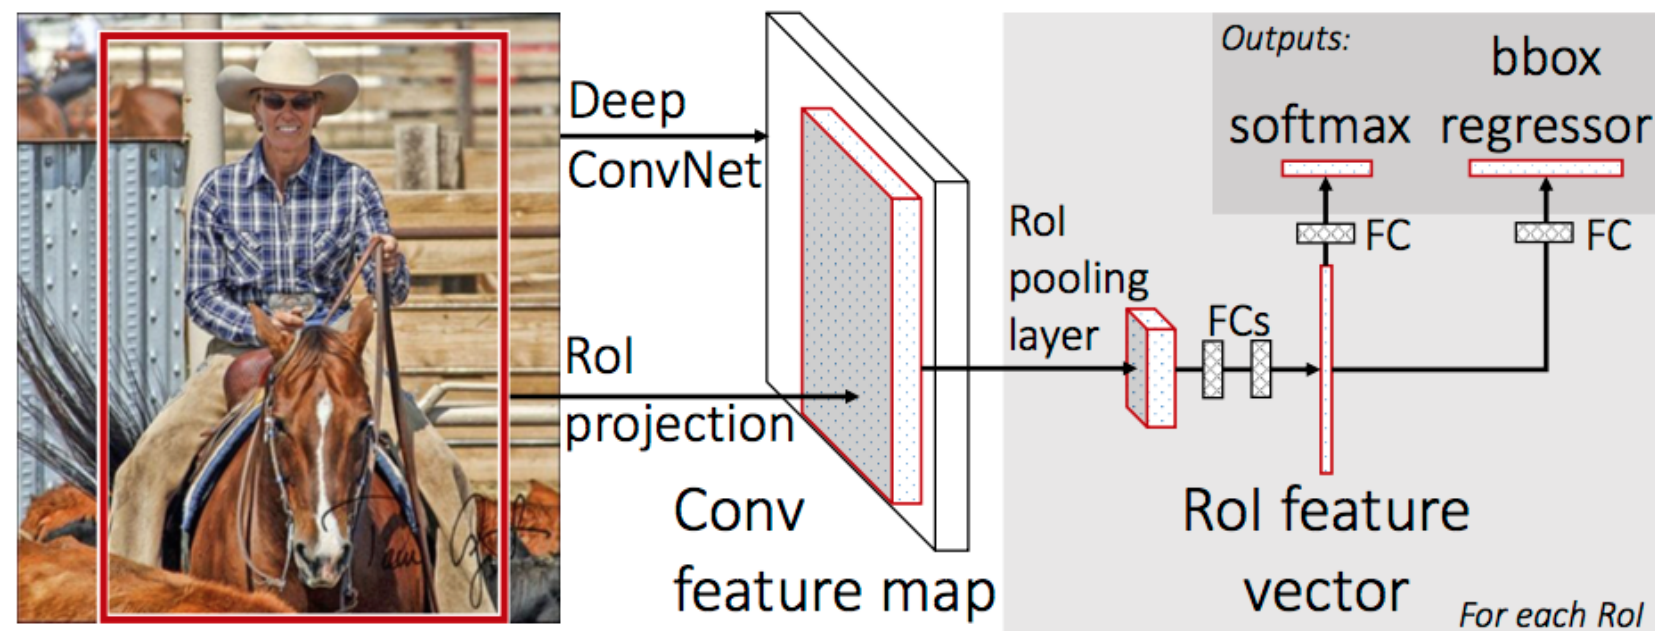 Deep
ConvNet
RoI
projection
Conv
feature map
RoI
pooling
layer
FCs
RoI feature
vector
For each RoI
Outputs:
softmax
bbox
regressor
FC
FC